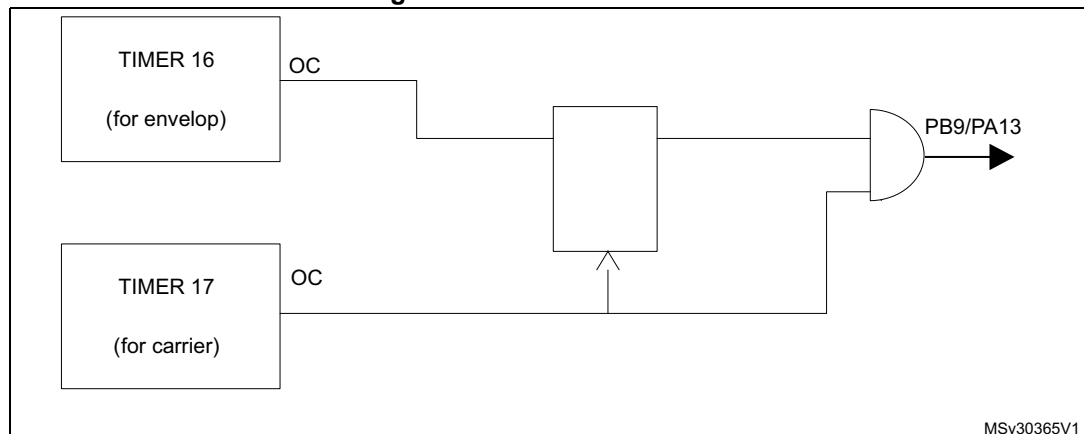 TIMER 16
(for envelop)
OC
PB9/PA13
TIMER 17
(for carrier)
OC
MSv30365V1